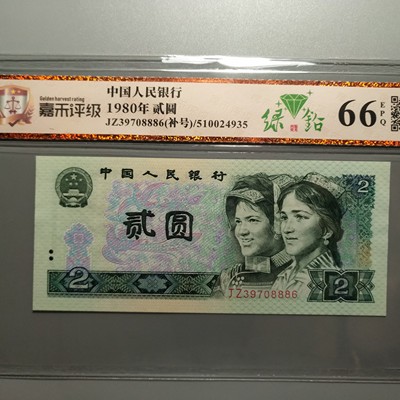 中国人民银行
1980年 贰圆
JZ39708886(补号)/510024935
Golden harvest rating
嘉禾评级
绿钻
66 EPQ
中国人民银行
贰圆
2
2
2
JZ39708886